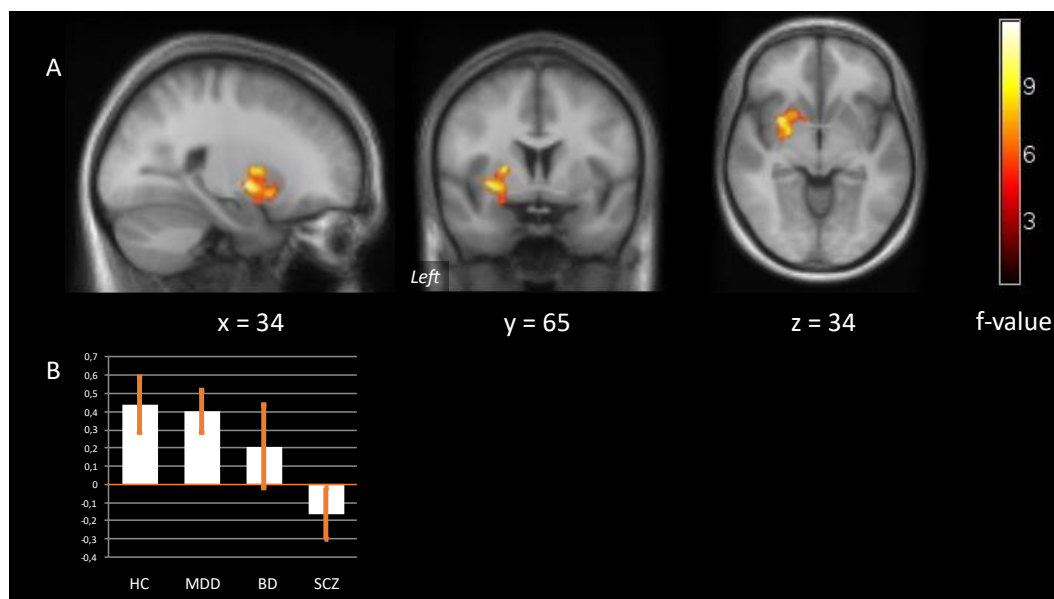 A
9
6
3
Left
x = 34
y = 65
z = 34
f-value
B
0,7
0,6
0,5
0,4
0,3
0,2
0,1
0
-0,1
-0,2
-0,3
-0,4
HC
MDD
BD
SCZ